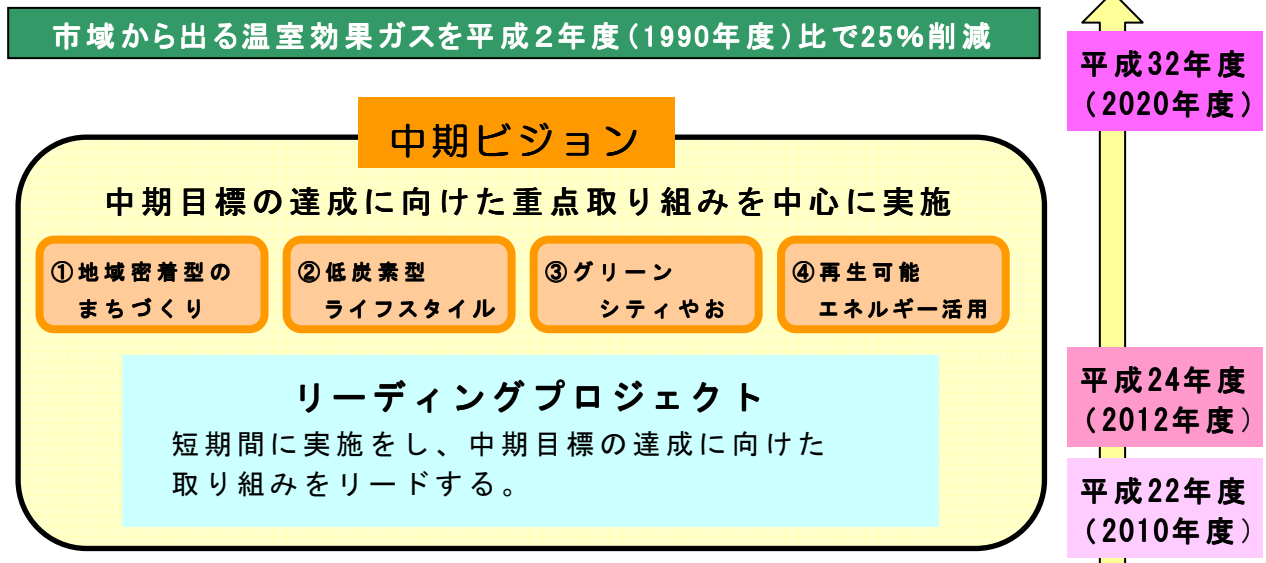 市域から出る温室効果ガスを平成２年度（1990年度）比で25％削減
中期ビジョン
中期目標の達成に向けた重点取り組みを中心に実施
①地域密着型の
まちづくり
②低炭素型
ライフスタイル
③グリーン
シティやお
④再生可能
エネルギー活用
リーディングプロジェクト
短期間に実施をし、中期目標の達成に向けた
取り組みをリードする。
平成32年度
（2020年度）
平成24年度
（2012年度）
平成22年度
（2010年度）